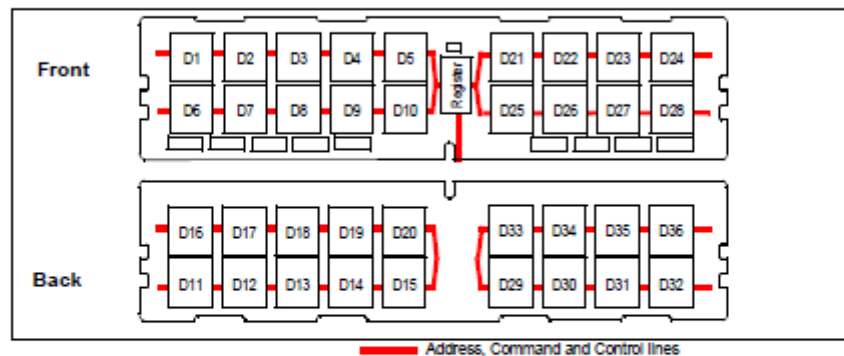 Front
D1 D2 D3 D4 D5 D21 D22 D23 D24
Register
D6 D7 D8 D9 D10 D25 D26 D27 D28
Back
D16 D17 D18 D19 D20 D33 D34 D35 D36
D11 D12 D13 D14 D15 D29 D30 D31 D32
Address, Command and Control lines